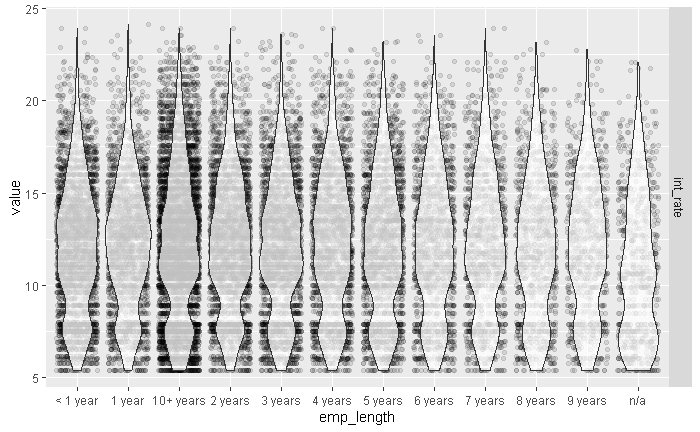 25
20
15
10
5
value
int_rate
< 1 year 1 year 10+ years 2 years 3 years 4 years 5 years 6 years 7 years 8 years 9 years n/a
emp_length